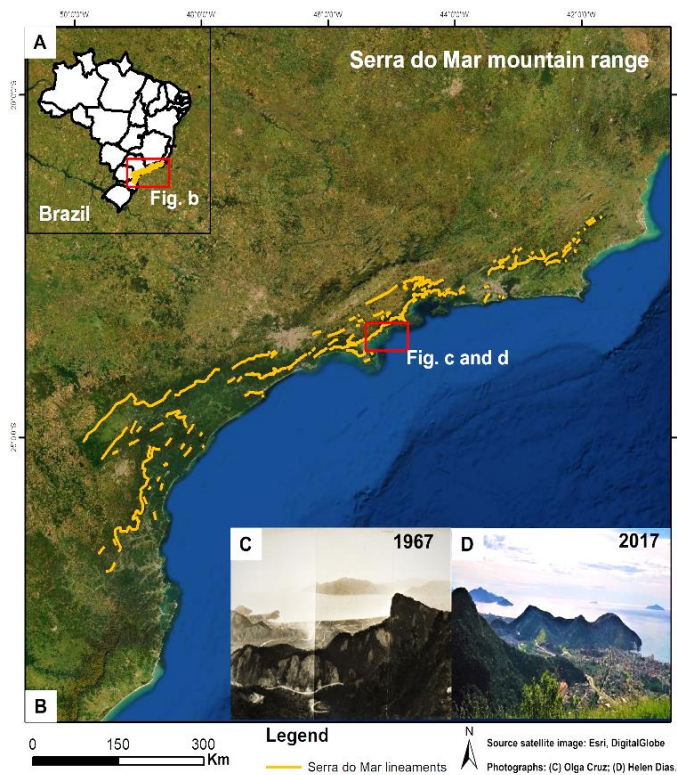 A
Serra do Mar mountain range
Fig. b
Brazil
Fig. c and d
C
1967
D
2017
B
Legend
N
Source satellite image: Esri, DigitalGlobe
0 150 300
Km
Serra do Mar lineaments
Photographs: (C) Olga Cruz; (D) Helen Dias.